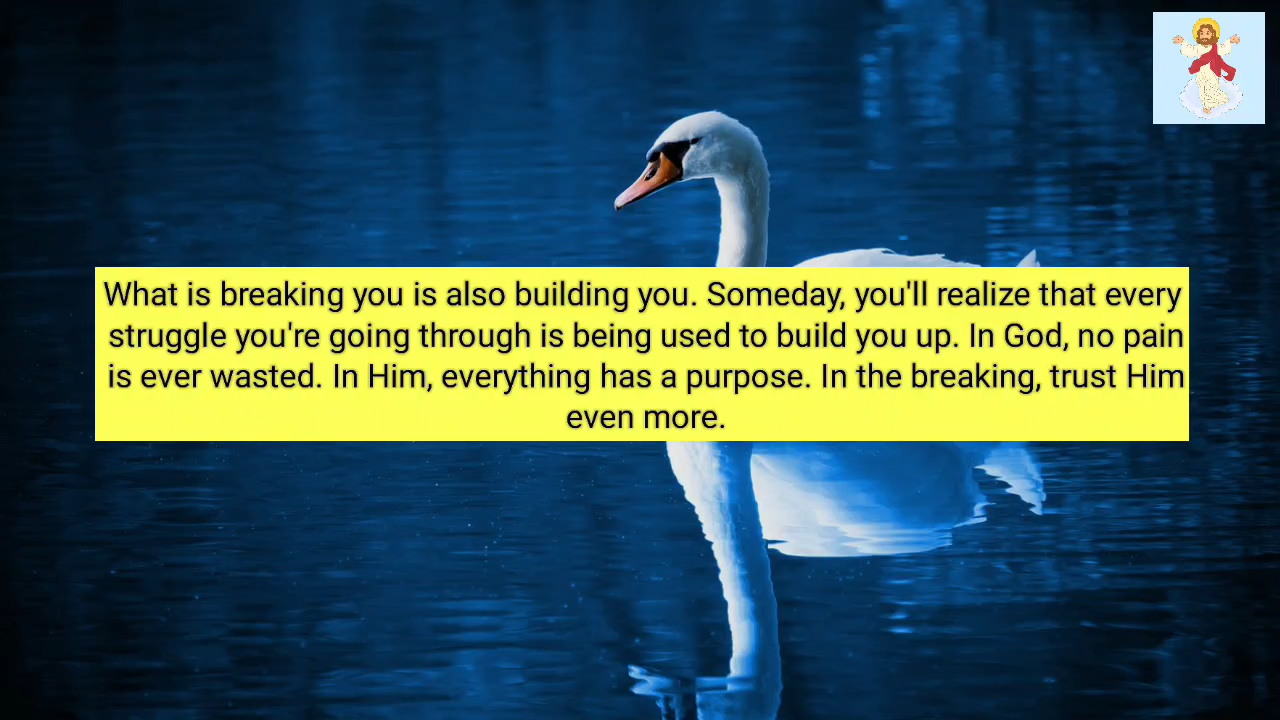 What is breaking you is also building you. Someday, you'll realize that every
struggle you're going through is being used to build you up. In God, no pain
is ever wasted. In Him, everything has a purpose. In the breaking, trust Him
even more.